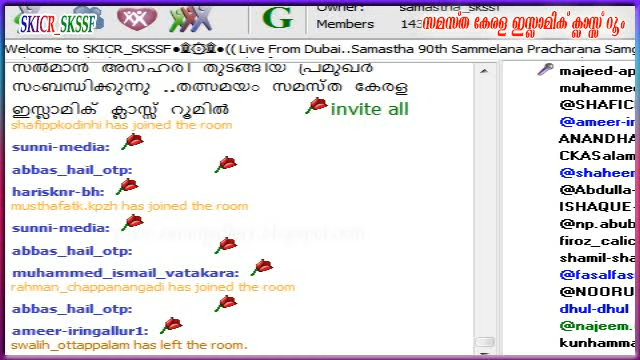 SKICR_SKSSF
G
Owner: samastha_skssf
Members 143
സമസ്ത കേരള ഇസ്ലാമിക് ക്ലാസ്സ് റൂം
Welcome to SKICR_SKSSF●۩۞۩●(( Live From Dubai..Samastha 90th Sammelana Pracharana Samg
സൽമാൻ അസഹരി തുടങ്ങിയ പ്രമുഖർ
സംബന്ധിക്കുന്നു ..തത്സമയം സമസ്ത കേരള
ഇസ്ലാമിക് ക്ലാസ്സ് റൂമിൽ invite all
shafippkodinhi has joined the room
sunni-media:
abbas_hail_otp:
harisknr-bh:
musthafatk.kpzh has joined the room
sunni-media:
abbas_hail_otp:
muhammed_ismail_vatakara:
rahman_chappanangadi has joined the room
abbas_hail_otp:
ameer-iringallur1:
swalih_ottappalam has left the room.
majeed-ap
muhamme
@SHAFIC
@ameer-iri
ANANDHA
CKASalam
@shaheer
@Abdulla-
ISHAQUE-
@np.abub
firoz_calic
shamil-sha
@fasalfas
@NOORU
dhul-dhul
@najeem.
kunhamma